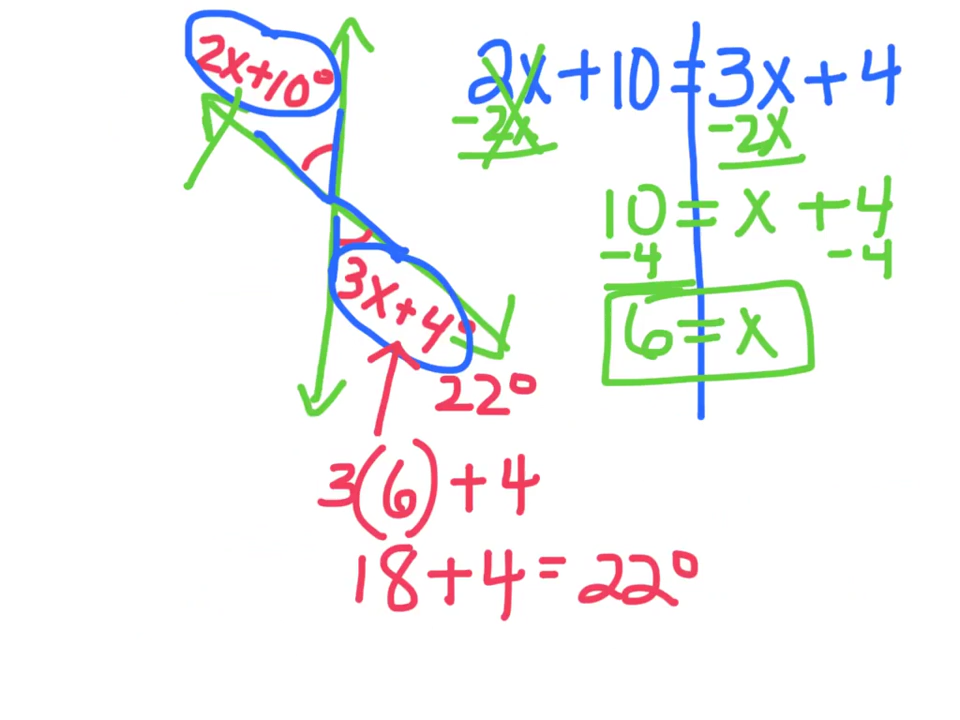 2x+10°
2x+10=3x+4
-2x -2x
10=x+4
-4 -4
6=x
3x+4°
22°
3(6)+4
18+4=22°